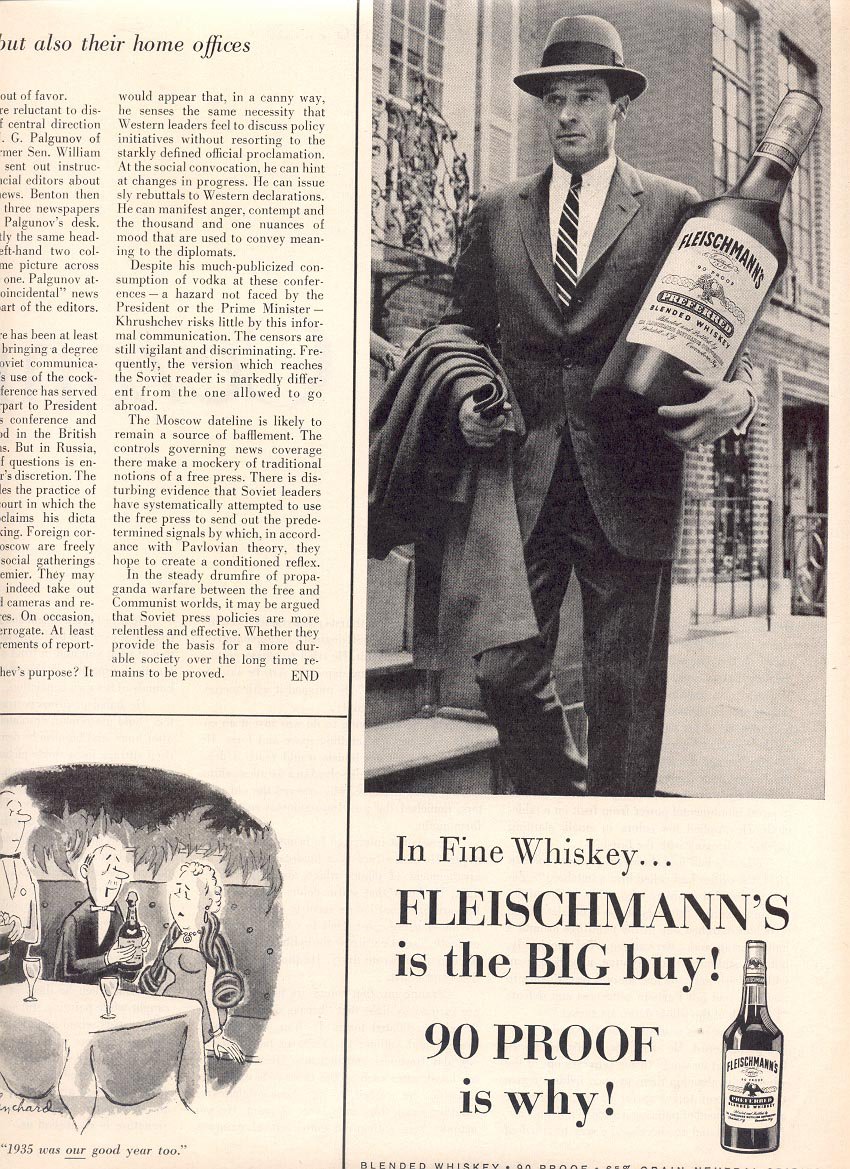 but also their home offices
out of favor.
re reluctant to dis-
f central direction
. G. Palgunov of
rmer Sen. William
sent out instruc-
ncial editors about
news. Benton then
three newspapers
Palgunov's desk.
tly the same head-
eft-hand two col-
me picture across
one. Palgunov at-
oincidental" news
part of the editors.
re has been at least
bringing a degree
oviet communica-
's use of the cock-
ference has served
rpart to President
s conference and
od in the British
ns. But in Russia,
f questions is en-
r's discretion. The
les the practice of
court in which the
claims his dicta
king. Foreign cor-
oscow are freely
social gatherings
emier. They may
indeed take out
d cameras and re-
res. On occasion,
errogate. At least
rements of report-
hev's purpose? It
would appear that, in a canny way,
he senses the same necessity that
Western leaders feel to discuss policy
initiatives without resorting to the
starkly defined official proclamation.
At the social convocation, he can hint
at changes in progress. He can issue
sly rebuttals to Western declarations.
He can manifest anger, contempt and
the thousand and one nuances of
mood that are used to convey mean-
ing to the diplomats.
Despite his much-publicized con-
sumption of vodka at these confer-
ences — a hazard not faced by the
President or the Prime Minister —
Khrushchev risks little by this infor-
mal communication. The censors are
still vigilant and discriminating. Fre-
quently, the version which reaches
the Soviet reader is markedly differ-
ent from the one allowed to go
abroad.
The Moscow dateline is likely to
remain a source of bafflement. The
controls governing news coverage
there make a mockery of traditional
notions of a free press. There is dis-
turbing evidence that Soviet leaders
have systematically attempted to use
the free press to send out the prede-
termined signals by which, in accord-
ance with Pavlovian theory, they
hope to create a conditioned reflex.
In the steady drumfire of propa-
ganda warfare between the free and
Communist worlds, it may be argued
that Soviet press policies are more
relentless and effective. Whether they
provide the basis for a more dur-
able society over the long time re-
mains to be proved. END
"1935 was our good year too."
FLEISCHMANN'S
90 PROOF
PREFERRED
BLENDED WHISKEY
In Fine Whiskey...
FLEISCHMANN'S
is the BIG buy!
90 PROOF
is why!
FLEISCHMANN'S
90 PROOF
PREFERRED
BLENDED WHISKEY
BLENDED WHISKEY • 90 PROOF • 65% GRAIN NEUTRAL